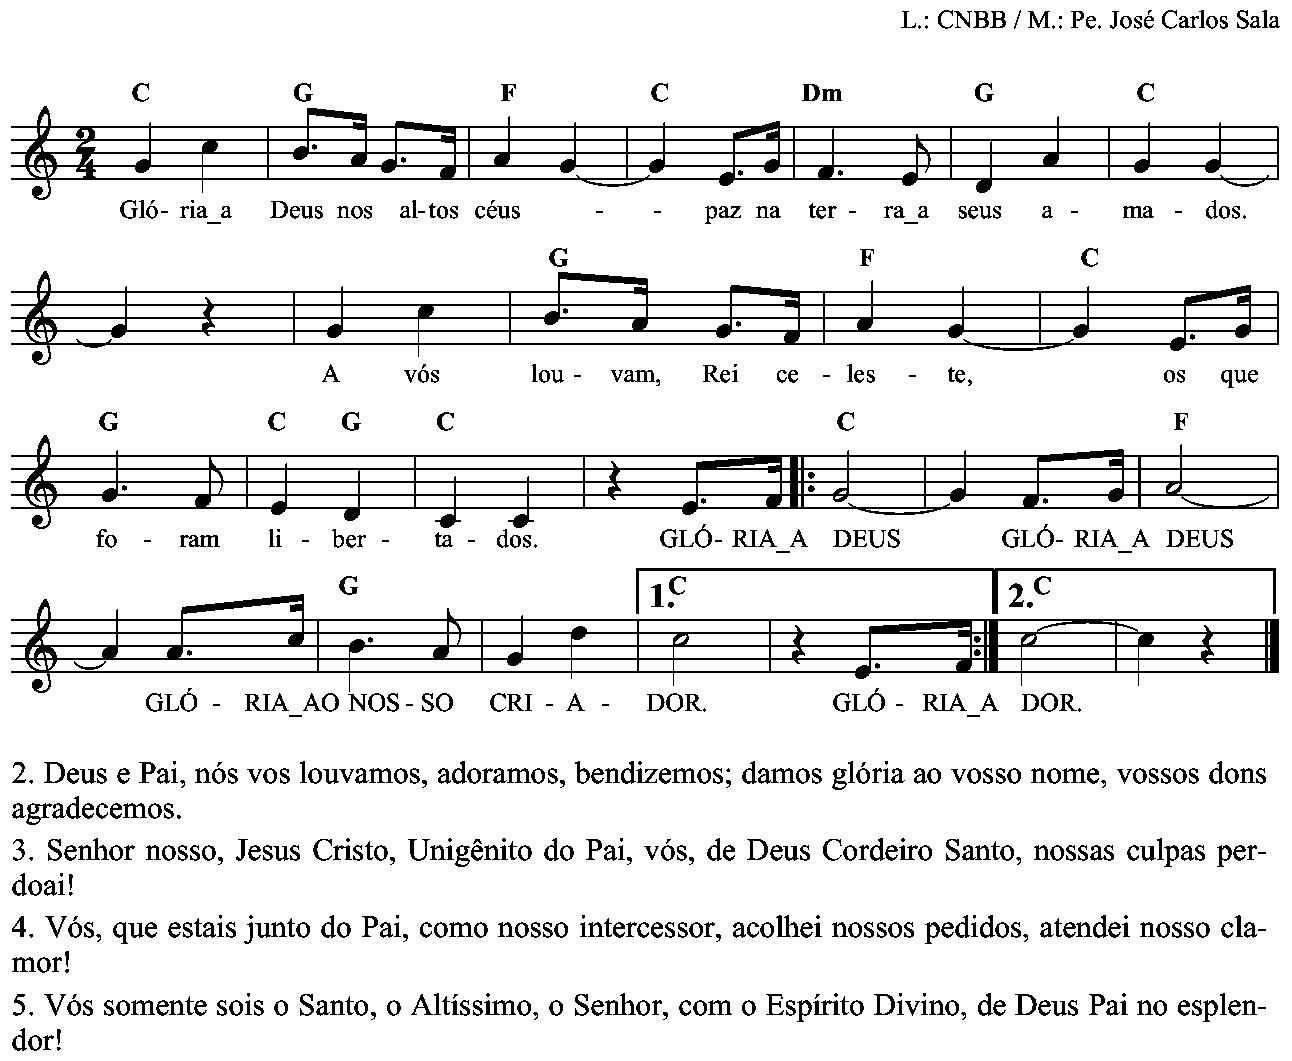 L.: CNBB / M.: Pe. José Carlos Sala
C G F C Dm G C
2
4
Gló- ria_a Deus nos al-tos céus - - paz na ter - ra_a seus a - ma - dos.
G F C
A vós lou - vam, Rei ce - les - te, os que
G C G C C F
fo - ram li - ber - ta - dos. GLÓ- RIA_A DEUS GLÓ- RIA_A DEUS
G 1. C 2. C
GLÓ - RIA_AO NOS - SO CRI - A - DOR. GLÓ - RIA_A DOR.
2. Deus e Pai, nós vos louvamos, adoramos, bendizemos; damos glória ao vosso nome, vossos dons
agradecemos.
3. Senhor nosso, Jesus Cristo, Unigênito do Pai, vós, de Deus Cordeiro Santo, nossas culpas per-
doai!
4. Vós, que estais junto do Pai, como nosso intercessor, acolhei nossos pedidos, atendei nosso cla-
mor!
5. Vós somente sois o Santo, o Altíssimo, o Senhor, com o Espírito Divino, de Deus Pai no esplen-
dor!